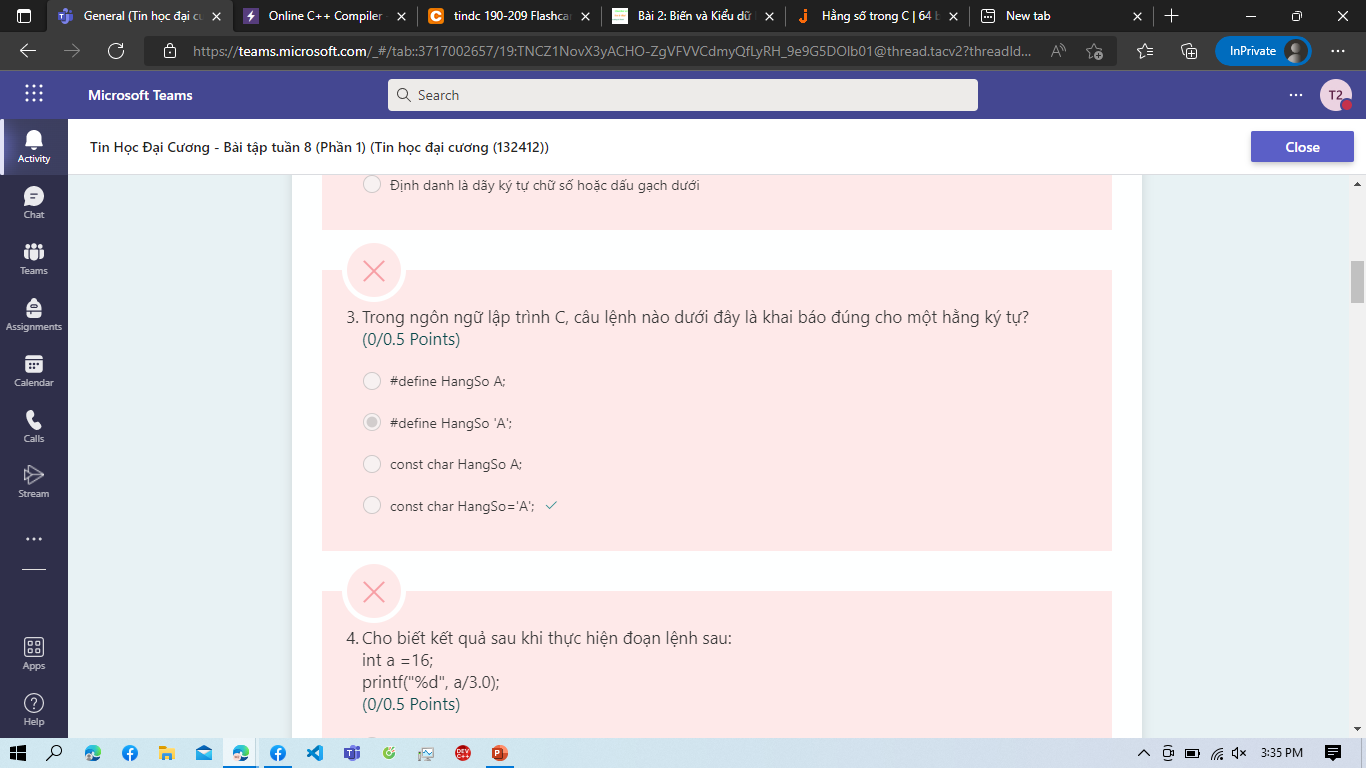 General (Tin học đại cư
Online C++ Compiler
tindc 190-209 Flashcar
Bài 2: Biến và Kiểu dữ
Hằng số trong C | 64 b
New tab
https://teams.microsoft.com/_#/tab::3717002657/19:TNCZ1NovX3yACHO-ZgVFVVCdmyQfLyRH_9e9G5DOIb01@thread.tacv2?threadId...
InPrivate
Microsoft Teams
Search
T2
Activity
Chat
Teams
Assignments
Calendar
Calls
Stream
Apps
Help
Tin Học Đại Cương - Bài tập tuần 8 (Phần 1) (Tin học đại cương (132412))
Close
Định danh là dãy ký tự chữ số hoặc dấu gạch dưới
3. Trong ngôn ngữ lập trình C, câu lệnh nào dưới đây là khai báo đúng cho một hằng ký tự?
(0/0.5 Points)
#define HangSo A;
#define HangSo 'A';
const char HangSo A;
const char HangSo='A';
4. Cho biết kết quả sau khi thực hiện đoạn lệnh sau:
int a =16;
printf("%d", a/3.0);
(0/0.5 Points)
3:35 PM